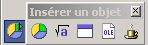 Insérer un objet
√a
OLE